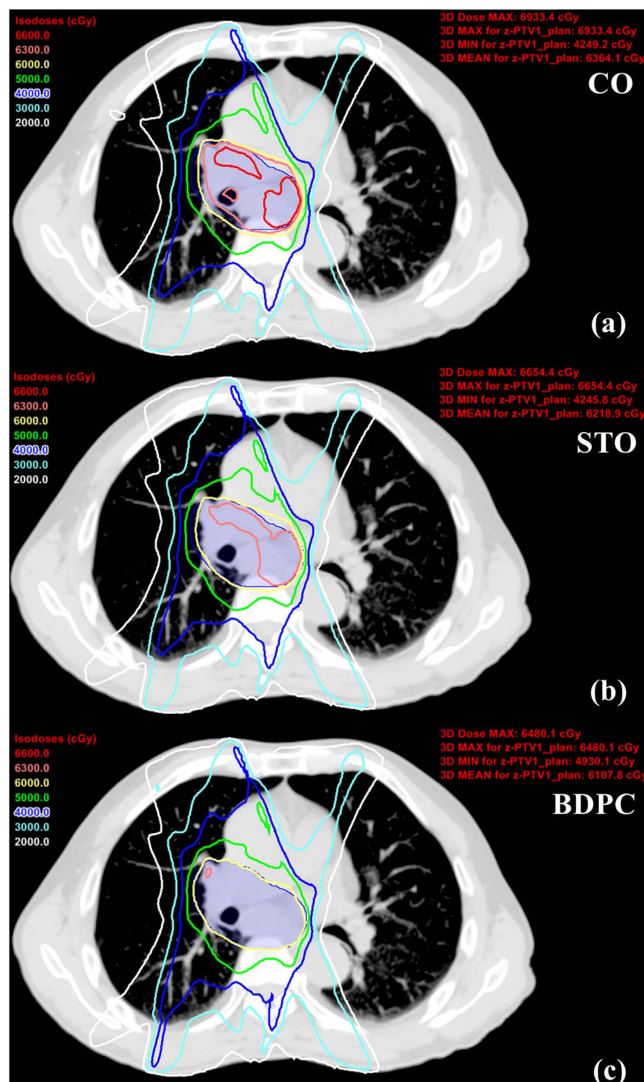 Isodoses (cGy)
6600.0
6300.0
6000.0
5000.0
4000.0
3000.0
2000.0
3D Dose MAX: 6933.4 cGy
3D MAX for z-PTV1_plan: 6933.4 cGy
3D MIN for z-PTV1_plan: 4249.2 cGy
3D MEAN for z-PTV1_plan: 6364.1 cGy
CO
(a)
Isodoses (cGy)
6600.0
6300.0
6000.0
5000.0
4000.0
3000.0
2000.0
3D Dose MAX: 6654.4 cGy
3D MAX for z-PTV1_plan: 6654.4 cGy
3D MIN for z-PTV1_plan: 4245.8 cGy
3D MEAN for z-PTV1_plan: 6218.9 cGy
STO
(b)
Isodoses (cGy)
6600.0
6300.0
6000.0
5000.0
4000.0
3000.0
2000.0
3D Dose MAX: 6480.1 cGy
3D MAX for z-PTV1_plan: 6480.1 cGy
3D MIN for z-PTV1_plan: 4930.1 cGy
3D MEAN for z-PTV1_plan: 6107.8 cGy
BDPC
(c)